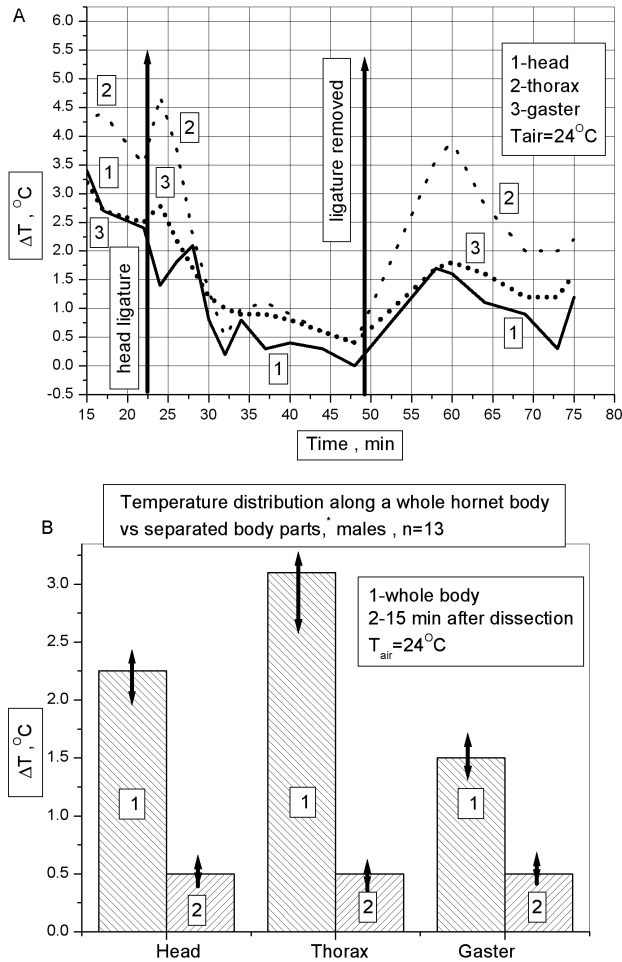 A
6.0
5.5
5.0
4.5
4.0
3.5
3.0
2.5
2.0
1.5
1.0
0.5
0.0
-0.5
ΔT , °C
15 20 25 30 35 40 45 50 55 60 65 70 75 80
Time , min
head ligature
ligature removed
1-head
2-thorax
3-gaster
Tair=24°C
2
1
3
3
2
1
2
3
1
Temperature distribution along a whole hornet body
vs separated body parts,* males , n=13
B
3.0
2.5
2.0
1.5
1.0
0.5
0.0
ΔT,°C
1-whole body
2-15 min after dissection
Tair=24°C
1
2
1
2
1
2
Head Thorax Gaster